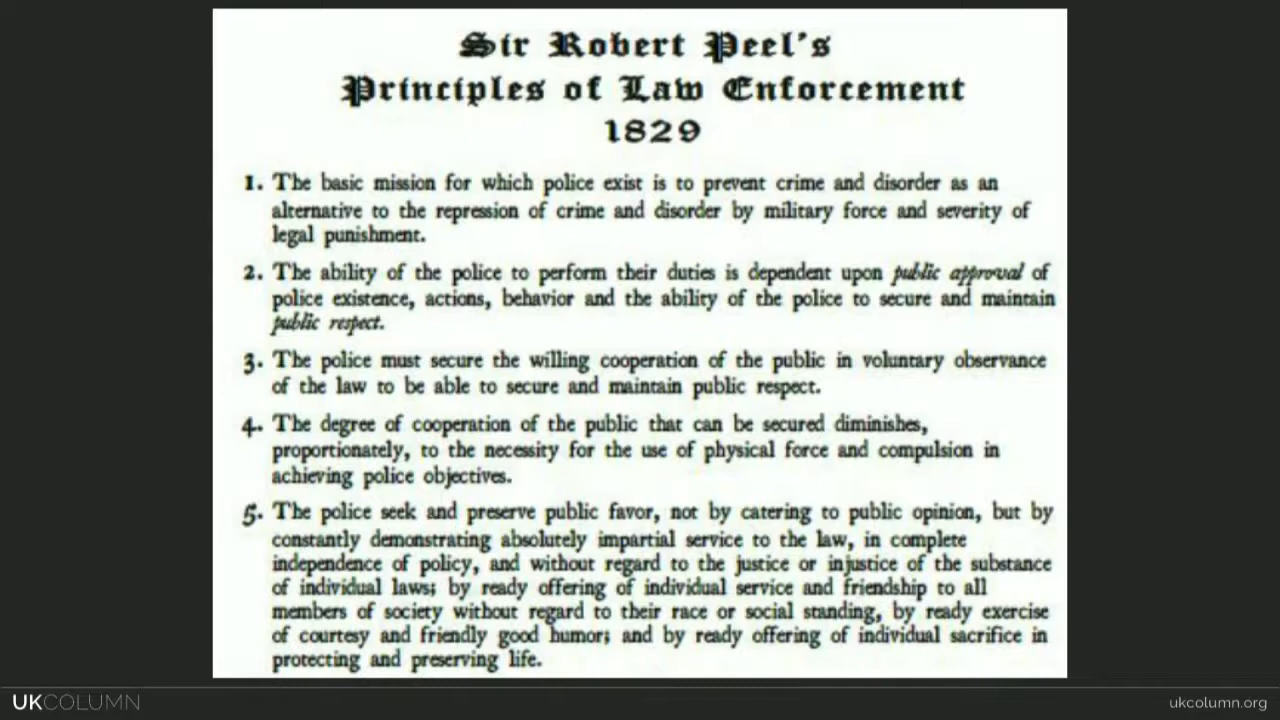 Sir Robert Peel's
Principles of Law Enforcement
1829
1. The basic mission for which police exist is to prevent crime and disorder as an
alternative to the repression of crime and disorder by military force and severity of
legal punishment.
2. The ability of the police to perform their duties is dependent upon public approval of
police existence, actions, behavior and the ability of the police to secure and maintain
public respect.
3. The police must secure the willing cooperation of the public in voluntary observance
of the law to be able to secure and maintain public respect.
4. The degree of cooperation of the public that can be secured diminishes,
proportionately, to the necessity for the use of physical force and compulsion in
achieving police objectives.
5. The police seek and preserve public favor, not by catering to public opinion, but by
constantly demonstrating absolutely impartial service to the law, in complete
independence of policy, and without regard to the justice or injustice of the substance
of individual laws; by ready offering of individual service and friendship to all
members of society without regard to their race or social standing, by ready exercise
of courtesy and friendly good humor; and by ready offering of individual sacrifice in
protecting and preserving life.
UKCOLUMN
ukcolumn.org